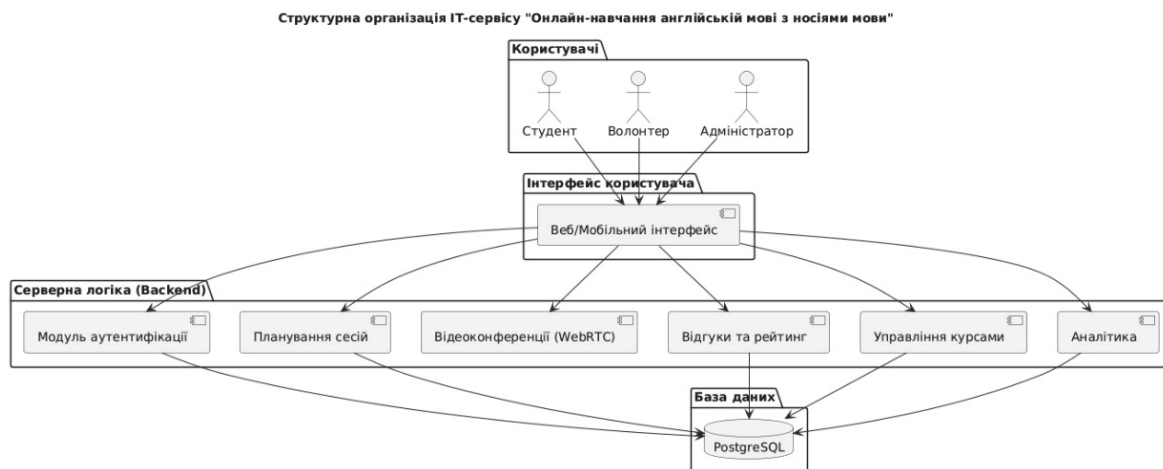 Структурна організація ІТ-сервісу "Онлайн-навчання англійській мові з носіями мови"
Користувачі
Студент
Волонтер
Адміністратор
Інтерфейс користувача
Веб/Мобільний інтерфейс
Серверна логіка (Backend)
Модуль аутентифікації
Планування сесій
Відеоконференції (WebRTC)
Відгуки та рейтинг
Управління курсами
Аналітика
База даних
PostgreSQL